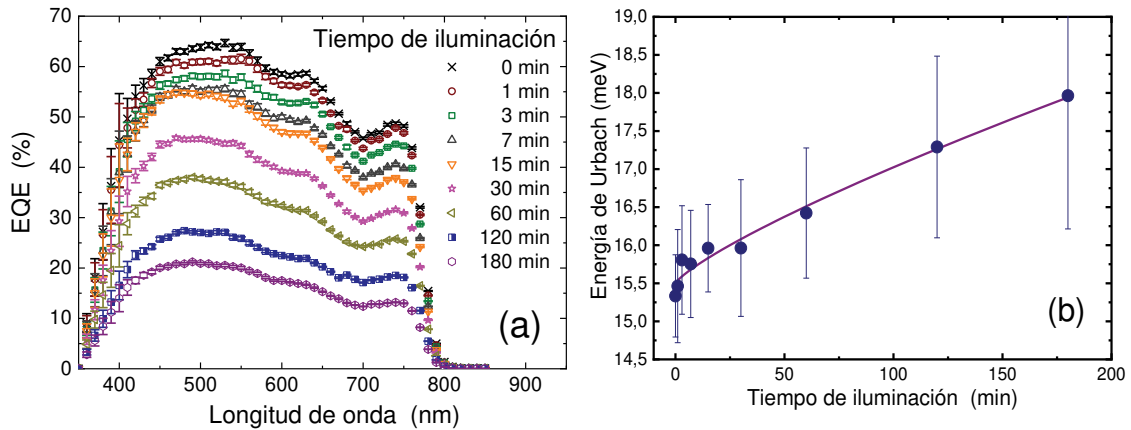 70
60
50
40
30
20
10
0
EQE (%)
Tiempo de iluminación
0 min
1 min
3 min
7 min
15 min
30 min
60 min
120 min
180 min
(a)
400 500 600 700 800 900
Longitud de onda (nm)
19,0
18,5
18,0
17,5
17,0
16,5
16,0
15,5
15,0
14,5
Energía de Urbach (meV)
(b)
0 50 100 150 200
Tiempo de iluminación (min)